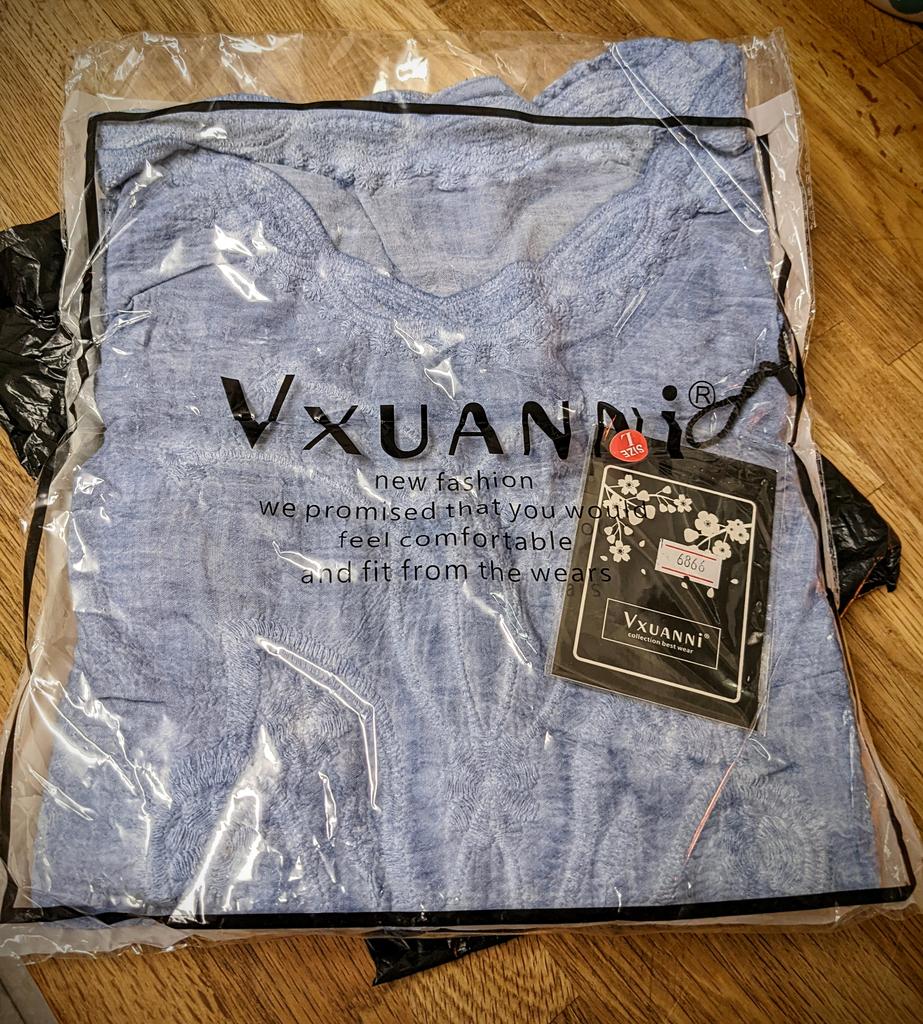 VXUANNi®
new fashion
we promised that you would
feel comfortable
and fit from the wears
SIZE
L
6866
VXUANNi®
collection best wear